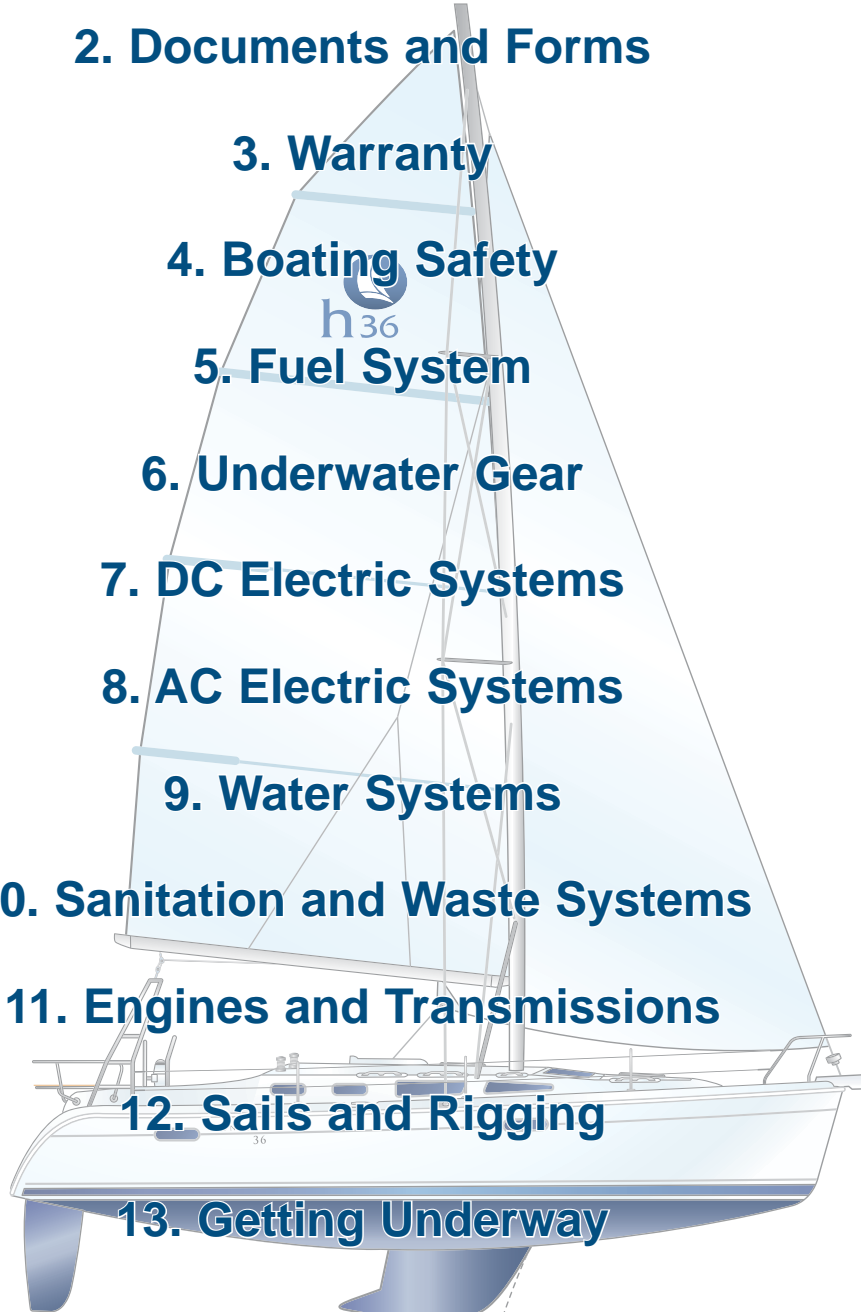 2. Documents and Forms
3. Warranty
4. Boating Safety
h36
5. Fuel System
6. Underwater Gear
7. DC Electric Systems
8. AC Electric Systems
9. Water Systems
0. Sanitation and Waste Systems
11. Engines and Transmissions
12. Sails and Rigging
36
13. Getting Underway